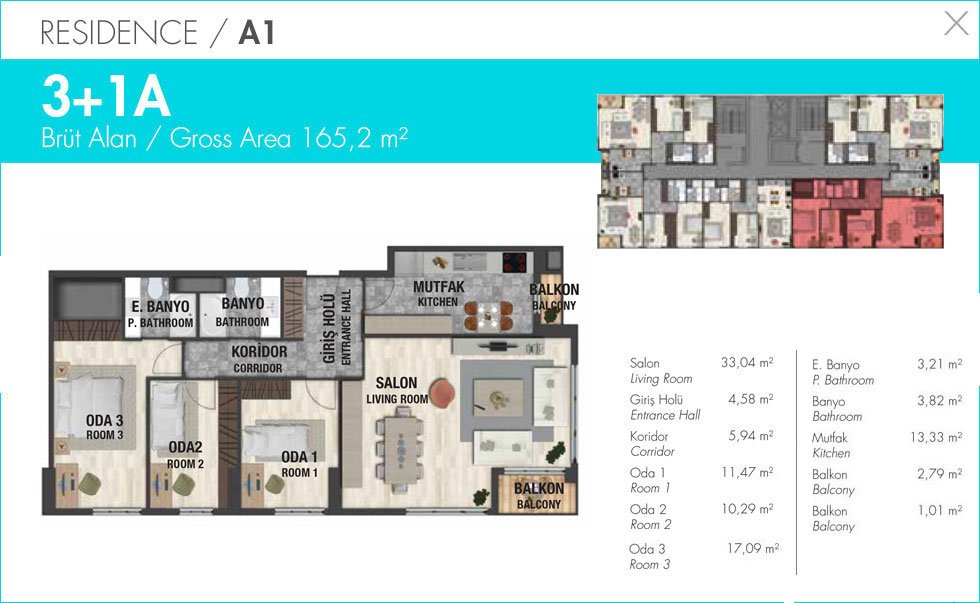 RESIDENCE / A1
3+1A
Brüt Alan / Gross Area 165,2 m²
E. BANYO
P. BATHROOM
BANYO
BATHROOM
GİRİŞ HOLÜ
ENTRANCE HALL
MUTFAK
KITCHEN
BALKON
BALCONY
KORİDOR
CORRIDOR
SALON
LIVING ROOM
ODA 3
ROOM 3
ODA2
ROOM 2
ODA 1
ROOM 1
BALKON
BALCONY
Salon 33,04 m²
Living Room
Giriş Holü 4,58 m²
Entrance Hall
Koridor 5,94 m²
Corridor
Oda 1 11,47 m²
Room 1
Oda 2 10,29 m²
Room 2
Oda 3 17,09 m²
Room 3
E. Banyo 3,21 m²
P. Bathroom
Banyo 3,82 m²
Bathroom
Mutfak 13,33 m²
Kitchen
Balkon 2,79 m²
Balcony
Balkon 1,01 m²
Balcony